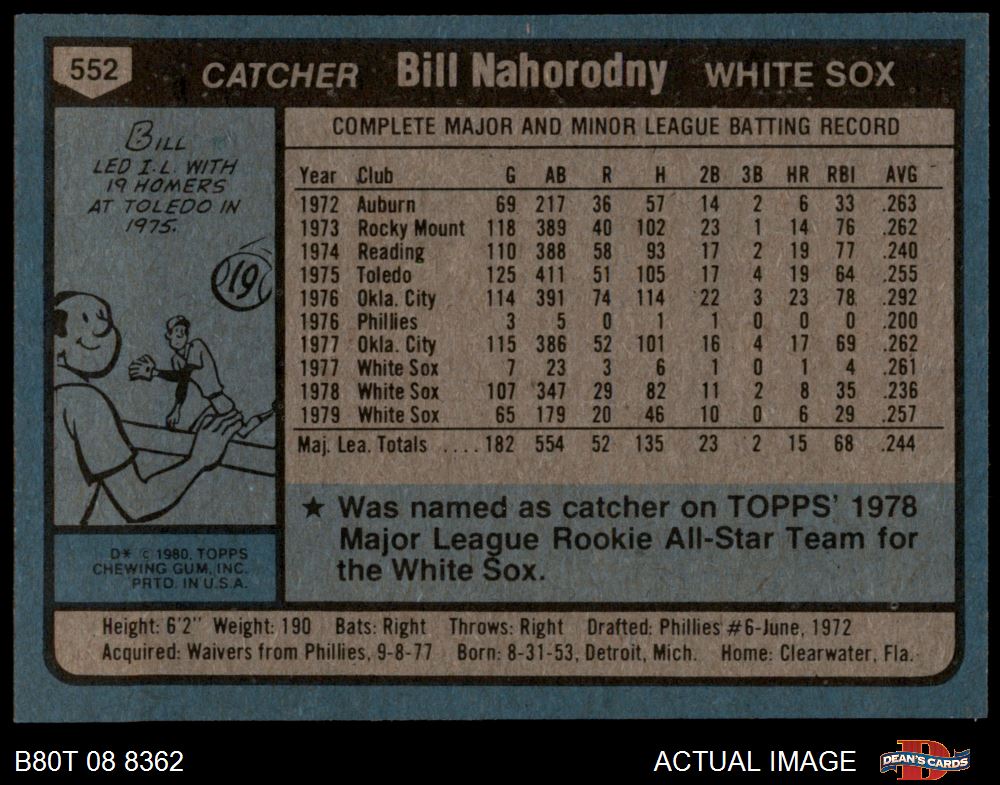 552 CATCHER Bill Nahorodny WHITE SOX
BILL
LED I.L. WITH
19 HOMERS
AT TOLEDO IN
1975.
19
COMPLETE MAJOR AND MINOR LEAGUE BATTING RECORD
Year Club G AB R H 2B 3B HR RBI AVG
1972 Auburn 69 217 36 57 14 2 6 33 .263
1973 Rocky Mount 118 389 40 102 23 1 14 76 .262
1974 Reading 110 388 58 93 17 2 19 77 .240
1975 Toledo 125 411 51 105 17 4 19 64 .255
1976 Okla. City 114 391 74 114 22 3 23 78 .292
1976 Phillies 3 5 0 1 1 0 0 0 .200
1977 Okla. City 115 386 52 101 16 4 17 69 .262
1977 White Sox 7 23 3 6 1 0 1 4 .261
1978 White Sox 107 347 29 82 11 2 8 35 .236
1979 White Sox 65 179 20 46 10 0 6 29 .257
Maj. Lea. Totals .... 182 554 52 135 23 2 15 68 .244
★ Was named as catcher on TOPPS' 1978
Major League Rookie All-Star Team for
the White Sox.
D* © 1980, TOPPS
CHEWING GUM, INC.
PRTD. IN U.S.A.
Height: 6'2" Weight: 190 Bats: Right Throws: Right Drafted: Phillies #6-June, 1972
Acquired: Waivers from Phillies, 9-8-77 Born: 8-31-53, Detroit, Mich. Home: Clearwater, Fla.
B80T 08 8362 ACTUAL IMAGE DEAN'S CARDS